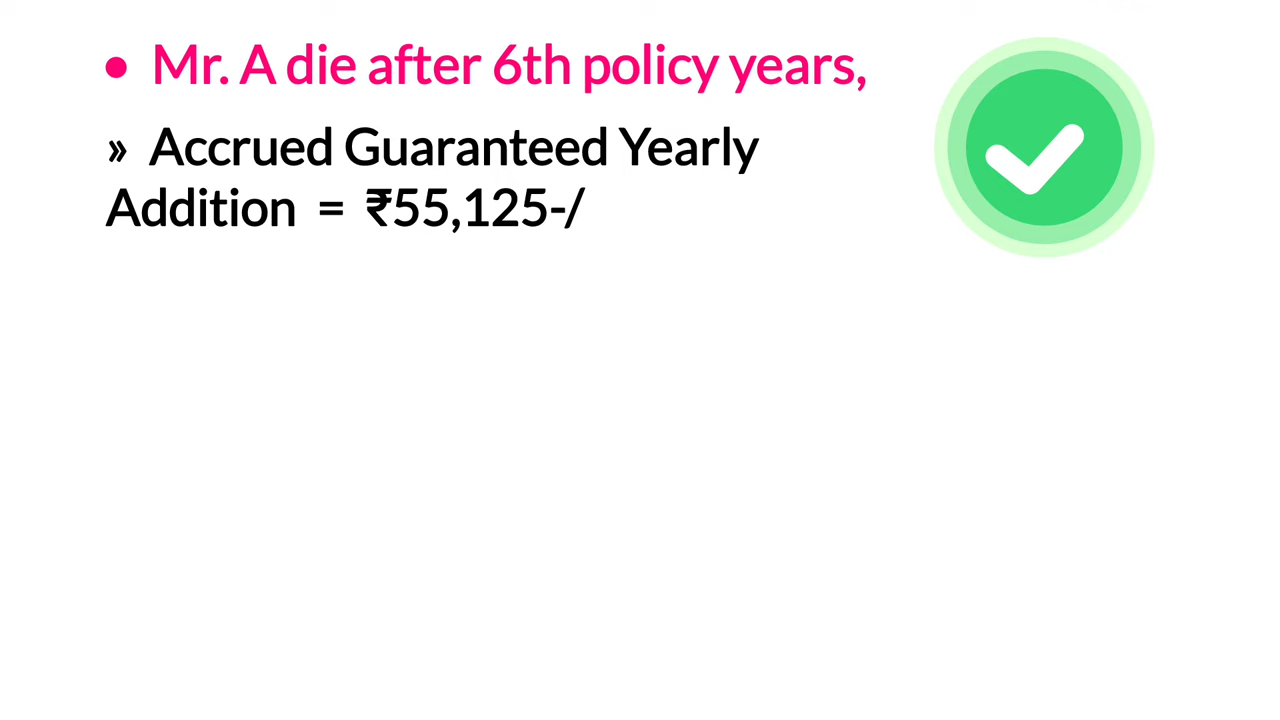 • Mr. A die after 6th policy years,
» Accrued Guaranteed Yearly
Addition = ₹55,125-/